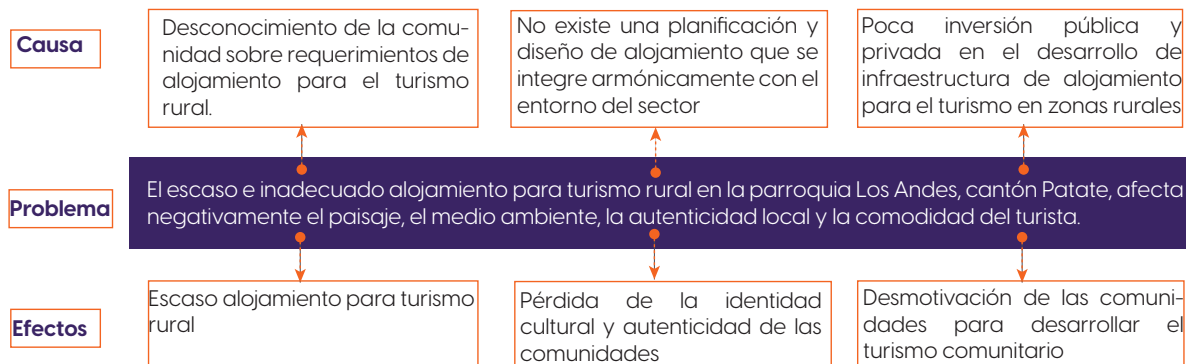 Causa
Desconocimiento de la comu-
nidad sobre requerimientos de
alojamiento para el turismo
rural.
No existe una planificación y
diseño de alojamiento que se
integre armónicamente con el
entorno del sector
Poca inversión pública y
privada en el desarrollo de
infraestructura de alojamiento
para el turismo en zonas rurales
Problema
El escaso e inadecuado alojamiento para turismo rural en la parroquia Los Andes, cantón Patate, afecta
negativamente el paisaje, el medio ambiente, la autenticidad local y la comodidad del turista.
Efectos
Escaso alojamiento para turismo
rural
Pérdida de la identidad
cultural y autenticidad de las
comunidades
Desmotivación de las comuni-
dades para desarrollar el
turismo comunitario